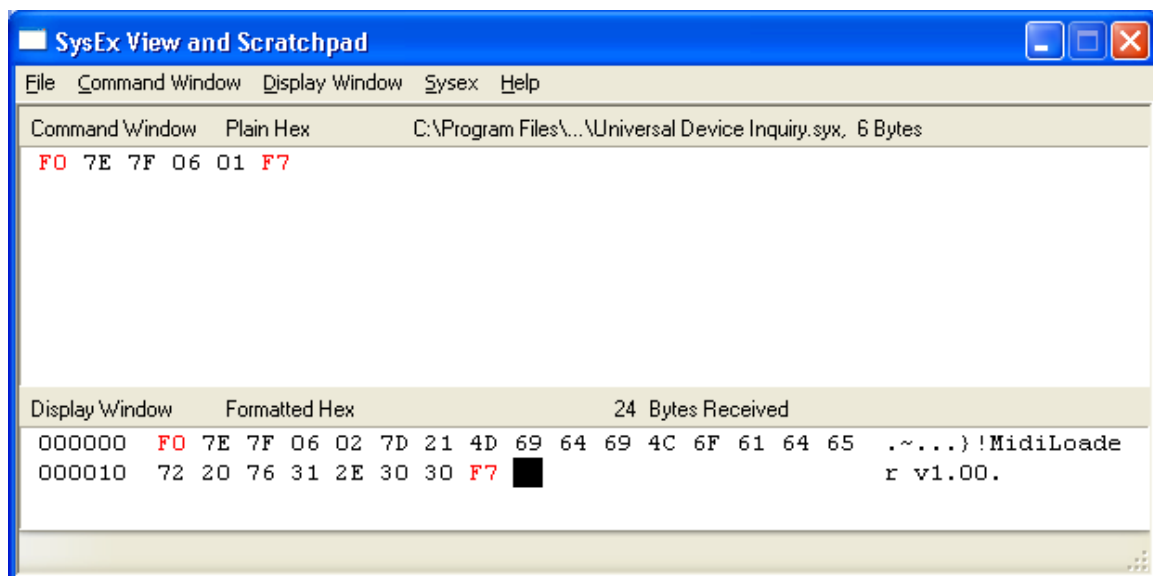 SysEx View and Scratchpad
File Command Window Display Window Sysex Help
Command Window Plain Hex C:\Program Files\...\Universal Device Inquiry.syx, 6 Bytes
F0 7E 7F 06 01 F7
Display Window Formatted Hex 24 Bytes Received
000000 F0 7E 7F 06 02 7D 21 4D 69 64 69 4C 6F 61 64 65 .~...}!MidiLoade
000010 72 20 76 31 2E 30 30 F7 r v1.00.